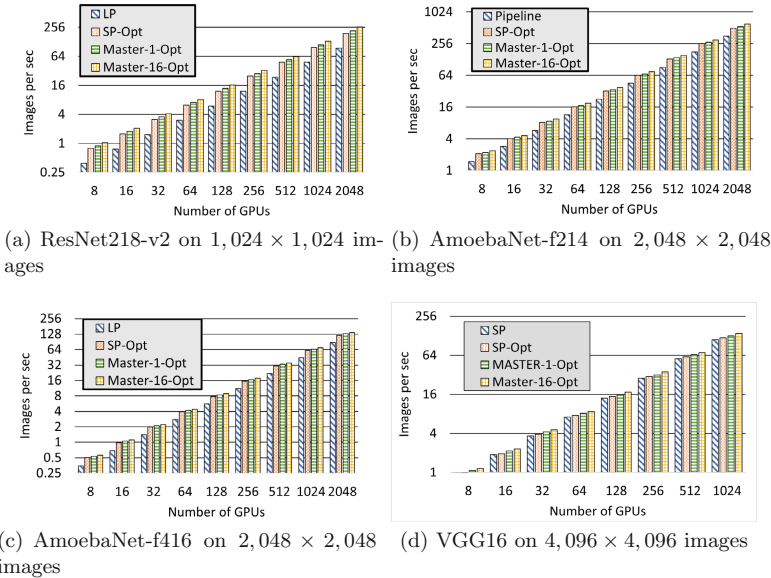 LP
SP-Opt
Master-1-Opt
Master-16-Opt
Images per sec
256
64
16
4
1
0.25
8 16 32 64 128 256 512 1024 2048
Number of GPUs
(a) ResNet218-v2 on 1,024 × 1,024 im-
ages
Pipeline
SP-Opt
Master-1-Opt
Master-16-Opt
Images per sec
1024
256
64
16
4
1
8 16 32 64 128 256 512 1024 2048
Number of GPUs
(b) AmoebaNet-f214 on 2,048 × 2,048
images
LP
SP-Opt
Master-1-Opt
Master-16-Opt
Images per sec
256
128
64
32
16
8
4
2
1
0.5
0.25
8 16 32 64 128 256 512 1024 2048
Number of GPUs
(c) AmoebaNet-f416 on 2,048 × 2,048
images
SP
SP-Opt
MASTER-1-Opt
Master-16-Opt
Images per sec
256
64
16
4
1
8 16 32 64 128 256 512 1024
Number of GPUs
(d) VGG16 on 4,096 × 4,096 images